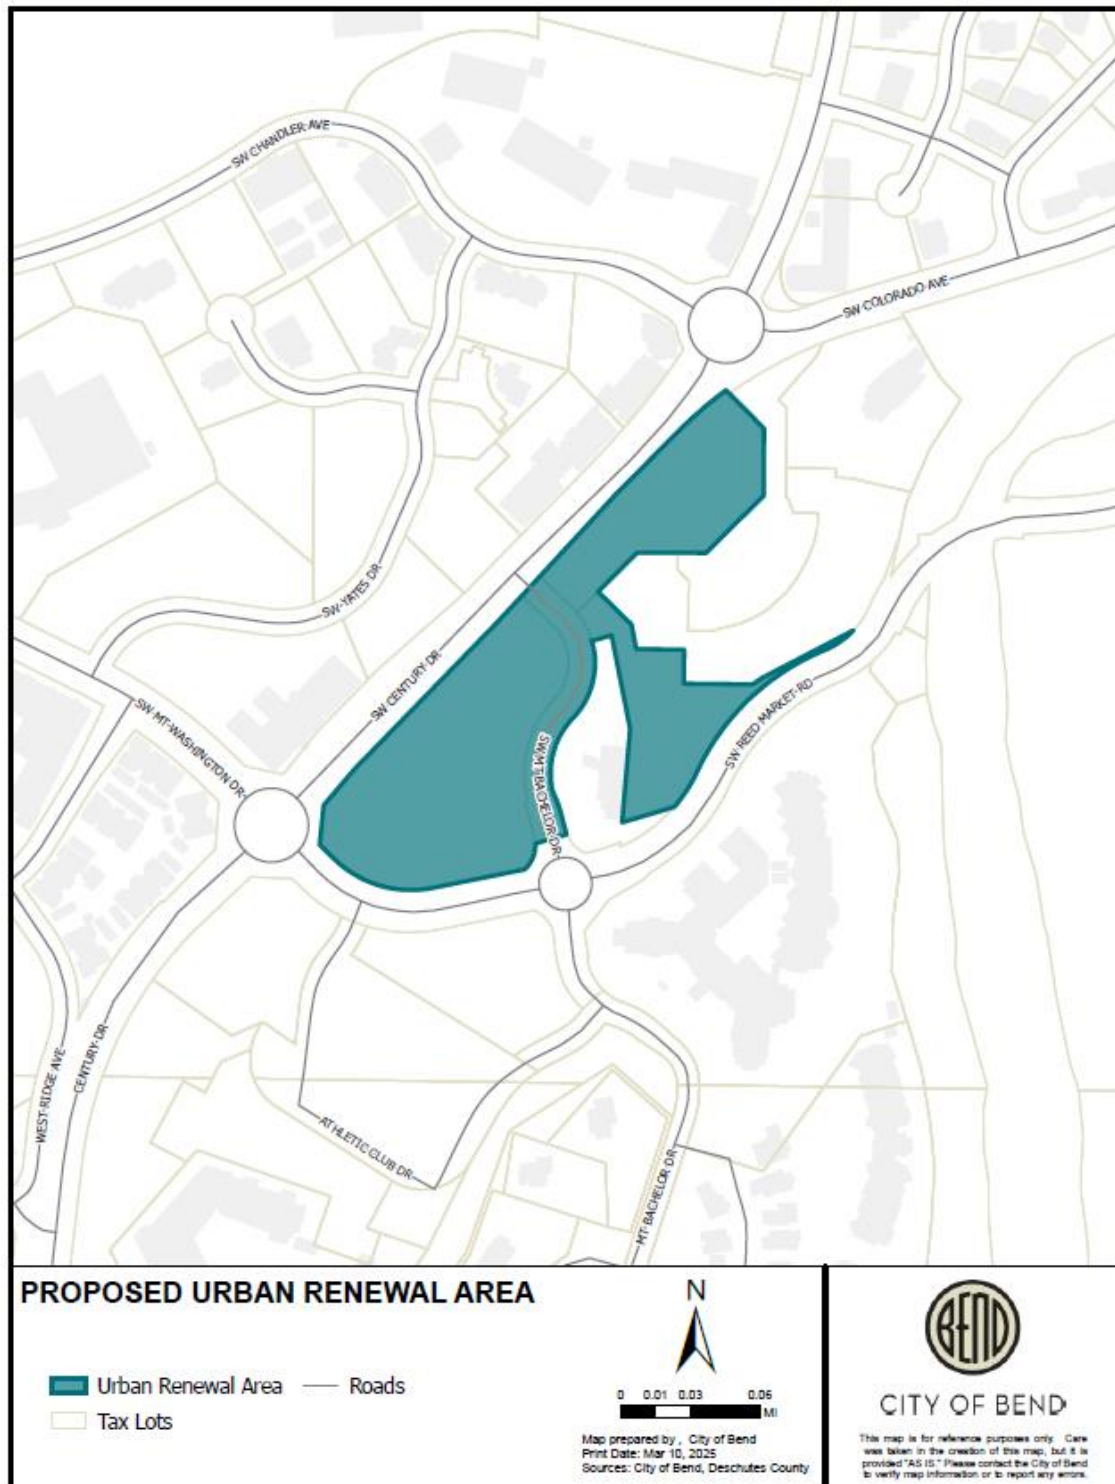 SW CHANDLER AVE
SW COLORADO AVE
SW YATES DR
SW CENTURY DR
SW MT WASHINGTON DR
SW REED MARKET RD
SW MT BACHELOR DR
WEST RIDGE AVE
CENTURY DR
ATHLETIC CLUB DR
MT BACHELOR DR
PROPOSED URBAN RENEWAL AREA
Urban Renewal Area
Roads
Tax Lots
N
0 0.01 0.03 0.06
MI
Map prepared by , City of Bend
Print Date: Mar 10, 2025
Sources: City of Bend, Deschutes County
BEND
CITY OF BEND
This map is for reference purposes only. Care
was taken in the creation of this map, but it is
provided "AS IS." Please contact the City of Bend
to verify map information or to report any errors.